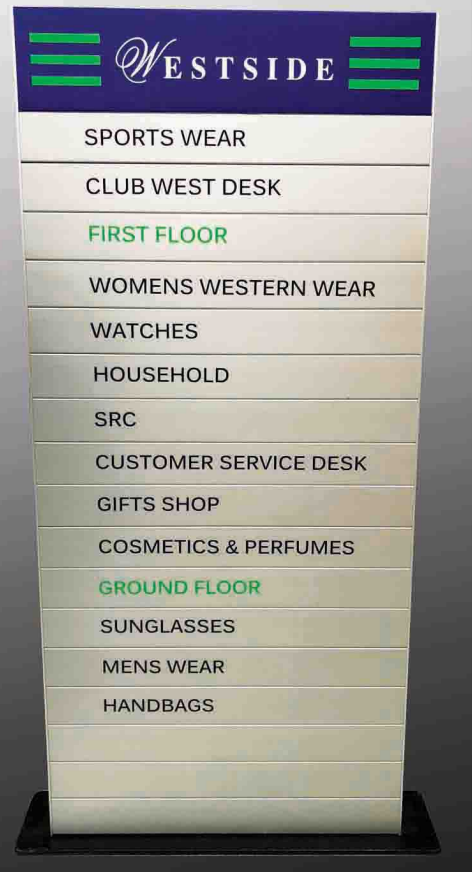 WESTSIDE
SPORTS WEAR
CLUB WEST DESK
FIRST FLOOR
WOMENS WESTERN WEAR
WATCHES
HOUSEHOLD
SRC
CUSTOMER SERVICE DESK
GIFTS SHOP
COSMETICS & PERFUMES
GROUND FLOOR
SUNGLASSES
MENS WEAR
HANDBAGS